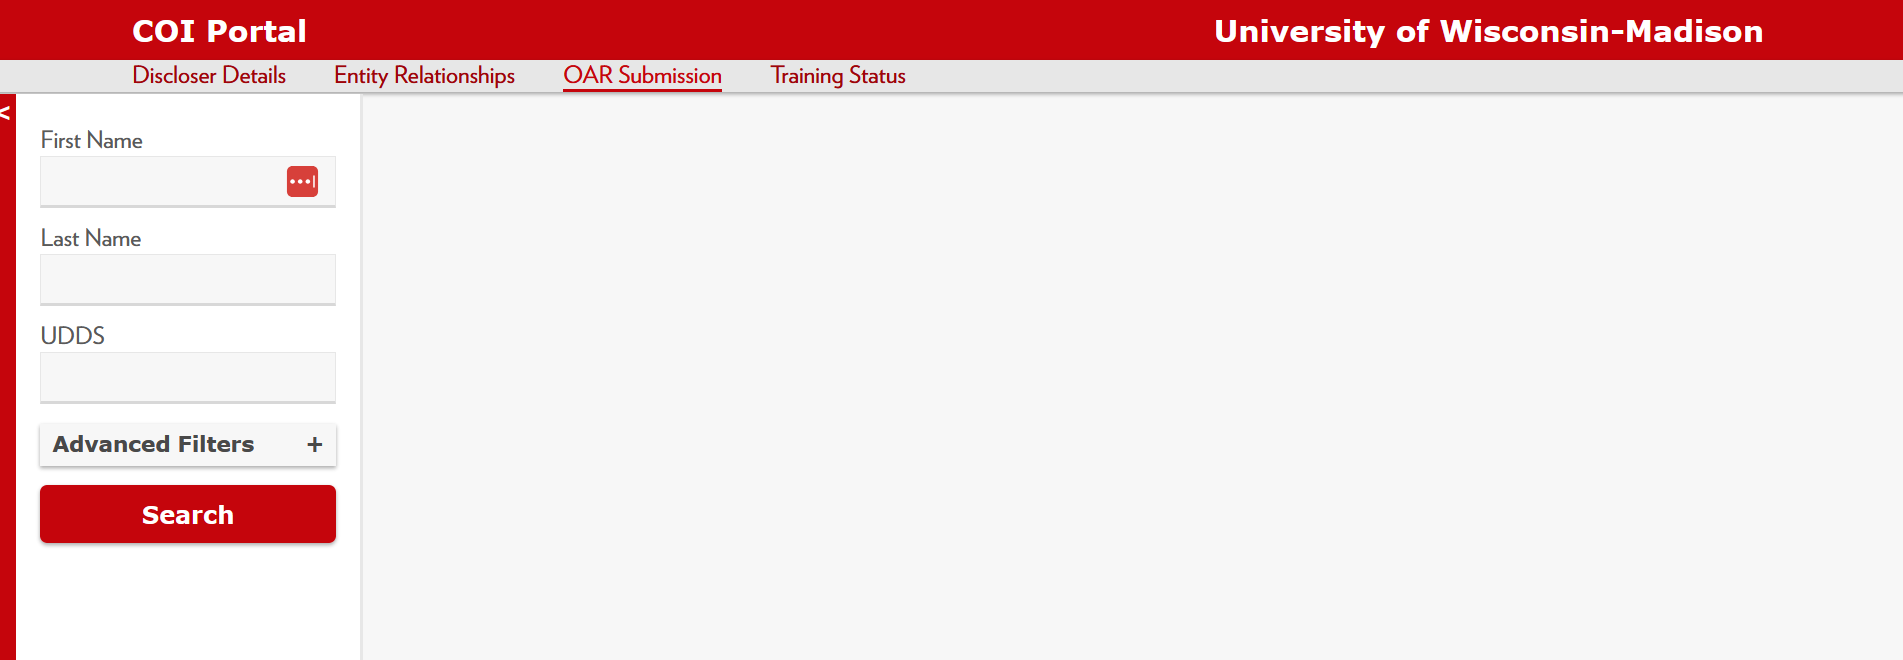 COI Portal
University of Wisconsin-Madison
Discloser Details
Entity Relationships
OAR Submission
Training Status
<
First Name
Last Name
UDDS
Advanced Filters +
Search